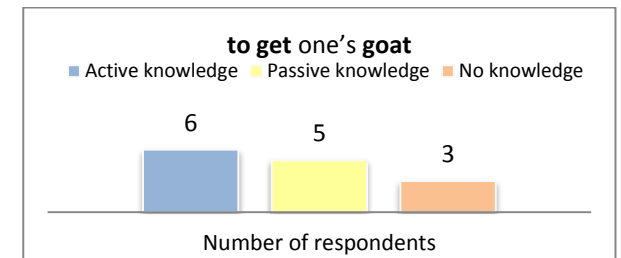 to get one’s goat
Active knowledge Passive knowledge No knowledge
6
5
3
Number of respondents